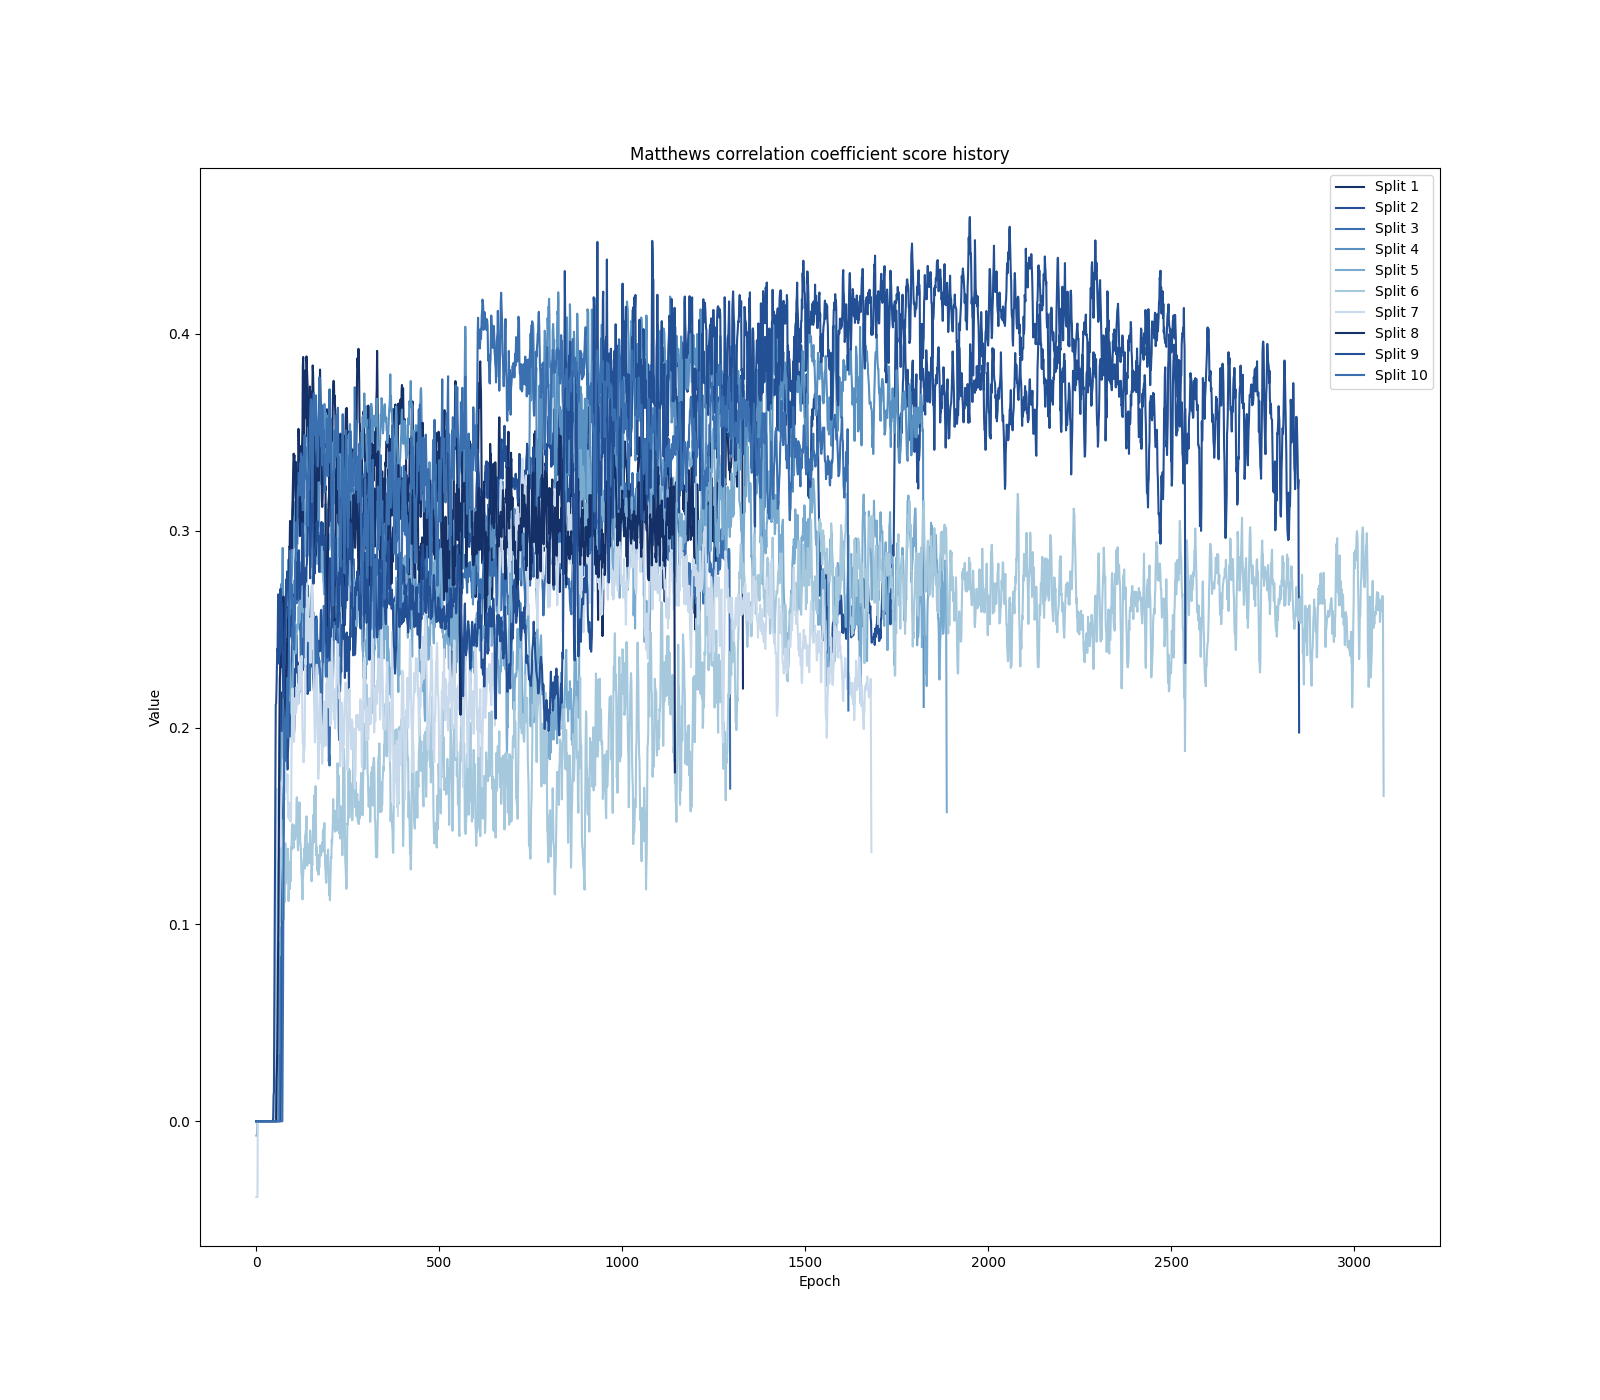 Matthews correlation coefficient score history
Split 1
Split 2
Split 3
Split 4
Split 5
Split 6
Split 7
Split 8
Split 9
Split 10
0.4
0.3
0.2
0.1
0.0
Value
0 500 1000 1500 2000 2500 3000
Epoch